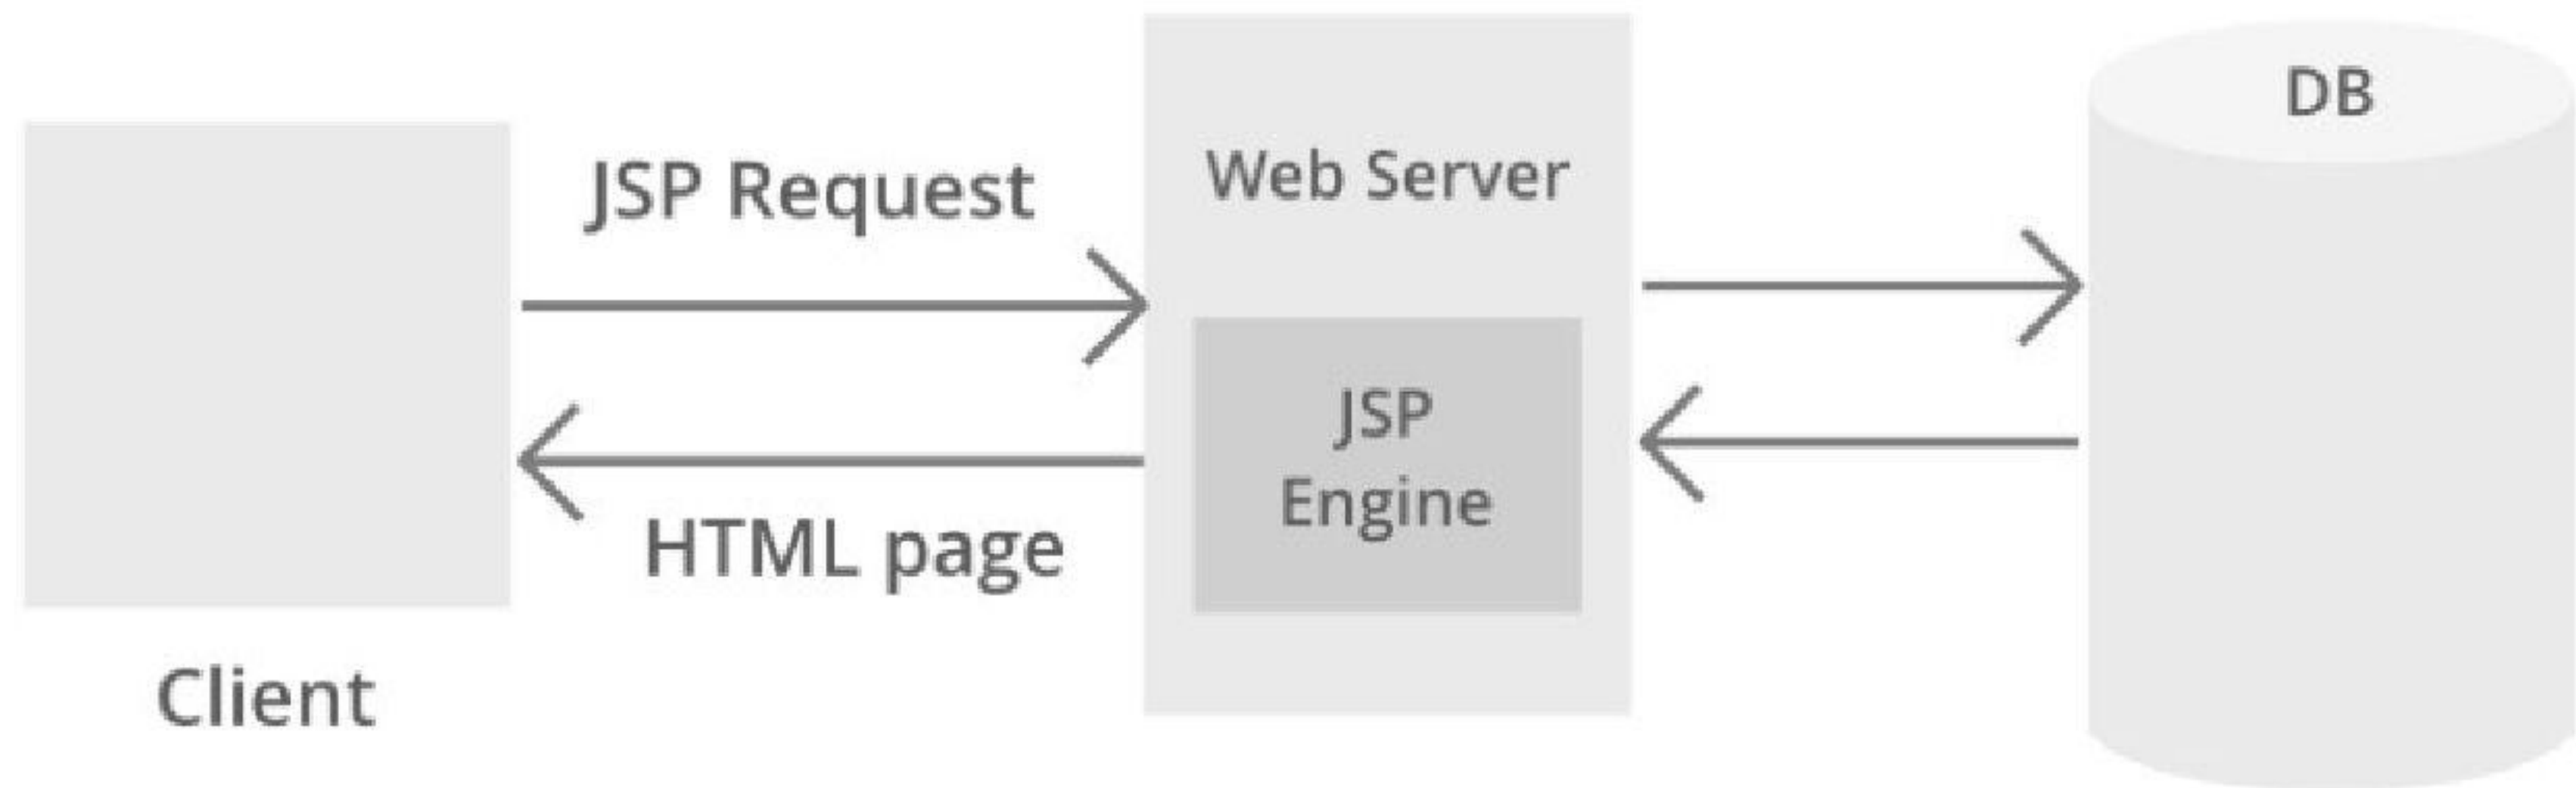 JSP Request
HTML page
Client
Web Server
JSP
Engine
DB